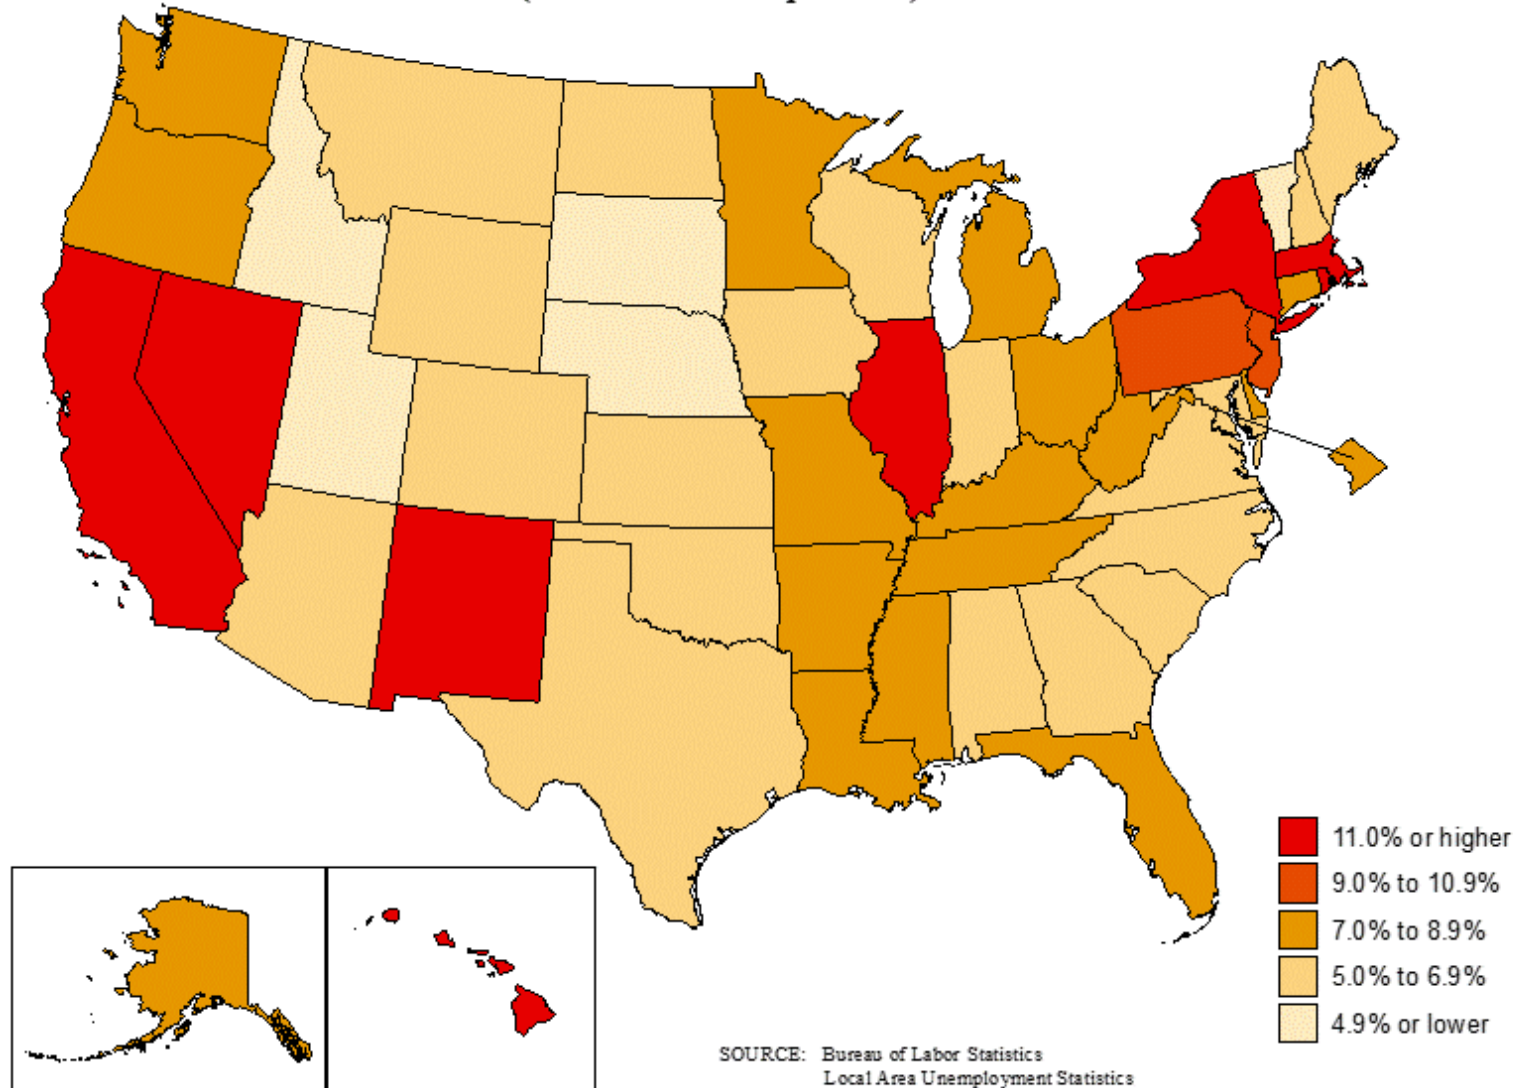 11.0% or higher
9.0% to 10.9%
7.0% to 8.9%
5.0% to 6.9%
4.9% or lower
SOURCE: Bureau of Labor Statistics
Local Area Unemployment Statistics